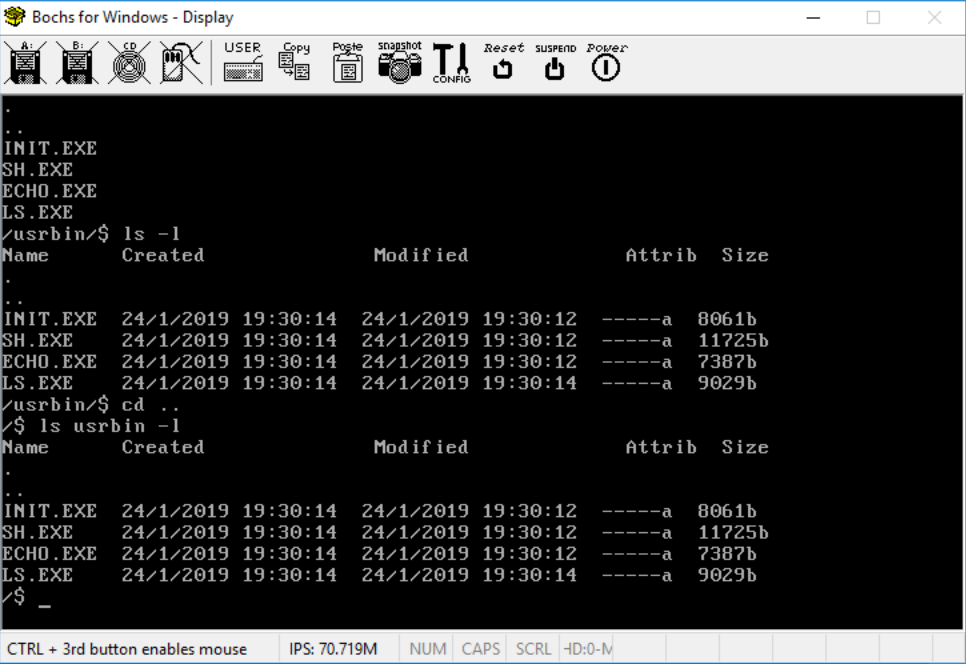 Bochs for Windows - Display
A: B: CD USER Copy Paste snapshot CONFIG Reset SUSPEND Power
.
..
INIT.EXE
SH.EXE
ECHO.EXE
LS.EXE
/usrbin/$ ls -l
Name Created Modified Attrib Size
.
..
INIT.EXE 24/1/2019 19:30:14 24/1/2019 19:30:12 -----a 8061b
SH.EXE 24/1/2019 19:30:14 24/1/2019 19:30:12 -----a 11725b
ECHO.EXE 24/1/2019 19:30:14 24/1/2019 19:30:12 -----a 7387b
LS.EXE 24/1/2019 19:30:14 24/1/2019 19:30:14 -----a 9029b
/usrbin/$ cd ..
/$ ls usrbin -l
Name Created Modified Attrib Size
.
..
INIT.EXE 24/1/2019 19:30:14 24/1/2019 19:30:12 -----a 8061b
SH.EXE 24/1/2019 19:30:14 24/1/2019 19:30:12 -----a 11725b
ECHO.EXE 24/1/2019 19:30:14 24/1/2019 19:30:12 -----a 7387b
LS.EXE 24/1/2019 19:30:14 24/1/2019 19:30:14 -----a 9029b
/$ _
CTRL + 3rd button enables mouse IPS: 70.719M NUM CAPS SCRL HD:0-M